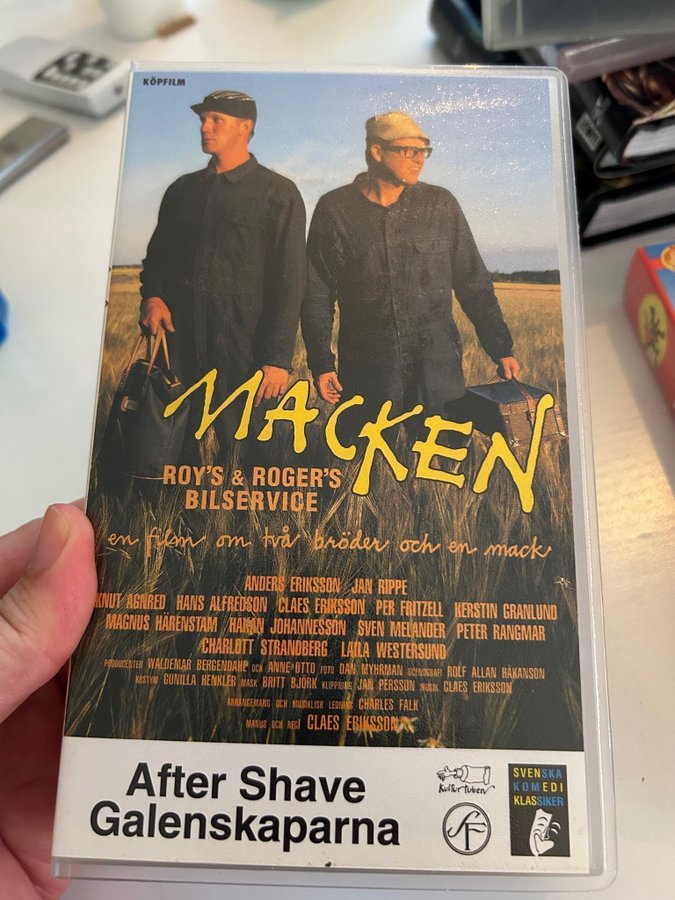 KÖPFILM
MACKEN
ROY'S & ROGER'S
BILSERVICE
en film om två bröder och en mack
ANDERS ERIKSSON JAN RIPPE
KNUT AGNRED HANS ALFREDSON CLAES ERIKSSON PER FRITZELL KERSTIN GRANLUND
MAGNUS HÄRENSTAM HÅKAN JOHANNESSON SVEN MELANDER PETER RANGMAR
CHARLOTT STRANDBERG LAILA WESTERSUND
PRODUCENTER WALDEMAR BERGENDAHL OCH ANNE OTTO FOTO DAN MYHRMAN SCENOGRAFI ROLF ALLAN HÅKANSON
KOSTYM GUNILLA HENKLER MASK BRITT BJÖRK KLIPPNING JAN PERSSON MUSIK CLAES ERIKSSON
ARRANGEMANG OCH MUSIKLISK LEDNING CHARLES FALK
MANUS OCH REGI CLAES ERIKSSON
After Shave
Galenskaparna
Kulturtuben
SF
SVENSKA
KOMEDI
KLASSIKER